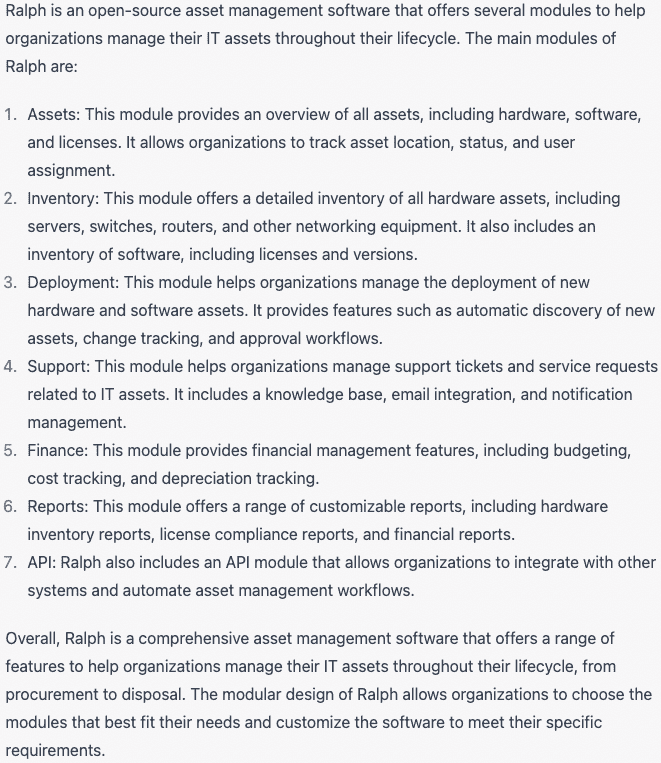 Ralph is an open-source asset management software that offers several modules to help
organizations manage their IT assets throughout their lifecycle. The main modules of
Ralph are:
1. Assets: This module provides an overview of all assets, including hardware, software,
and licenses. It allows organizations to track asset location, status, and user
assignment.
2. Inventory: This module offers a detailed inventory of all hardware assets, including
servers, switches, routers, and other networking equipment. It also includes an
inventory of software, including licenses and versions.
3. Deployment: This module helps organizations manage the deployment of new
hardware and software assets. It provides features such as automatic discovery of new
assets, change tracking, and approval workflows.
4. Support: This module helps organizations manage support tickets and service requests
related to IT assets. It includes a knowledge base, email integration, and notification
management.
5. Finance: This module provides financial management features, including budgeting,
cost tracking, and depreciation tracking.
6. Reports: This module offers a range of customizable reports, including hardware
inventory reports, license compliance reports, and financial reports.
7. API: Ralph also includes an API module that allows organizations to integrate with other
systems and automate asset management workflows.
Overall, Ralph is a comprehensive asset management software that offers a range of
features to help organizations manage their IT assets throughout their lifecycle, from
procurement to disposal. The modular design of Ralph allows organizations to choose the
modules that best fit their needs and customize the software to meet their specific
requirements.